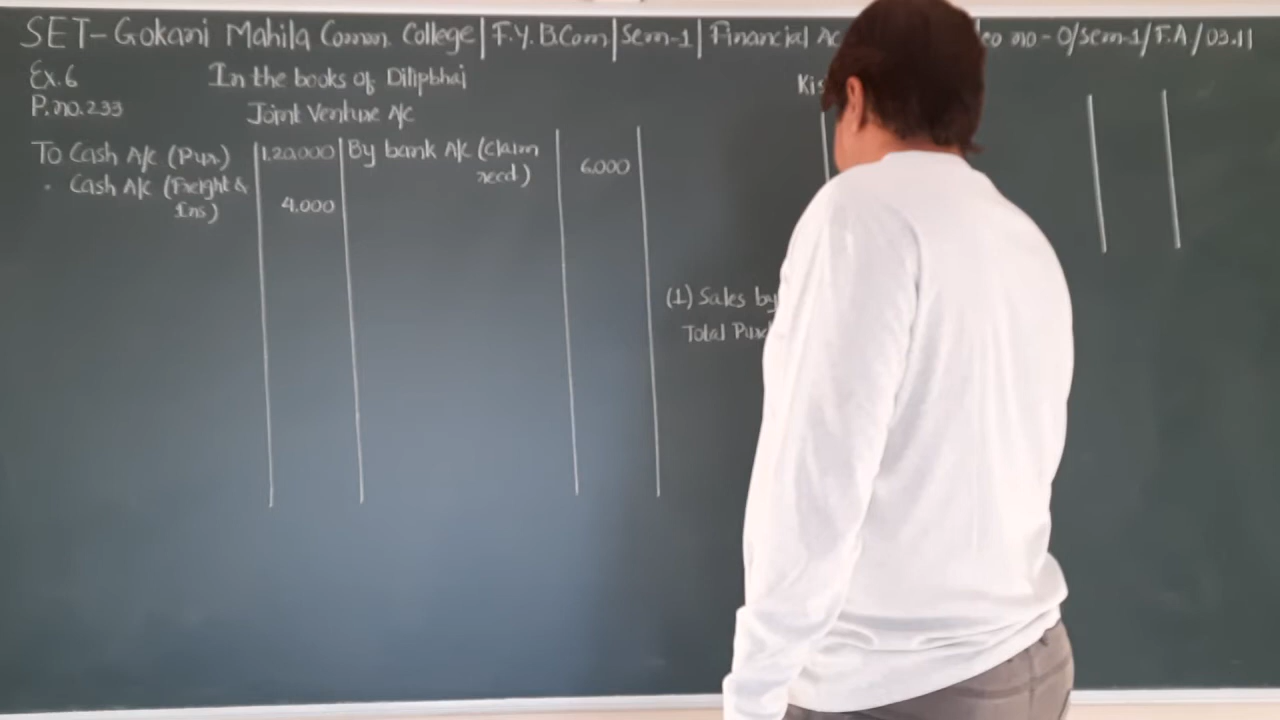 SET-Gokani Mahila Comm. College | F.Y. B.Com | Sem-1 | Financial Ac no - 0/Sem-1/F.A/03.11
Ex.6 In the books of Dilipbhai Kis
P.no.233 Joint Venture A/c
To Cash A/c (Pur.) 1,20,000 By bank A/c (Claim recd) 6,000
" Cash A/c (Freight &
Ins) 4,000
(1) Sales by
Total